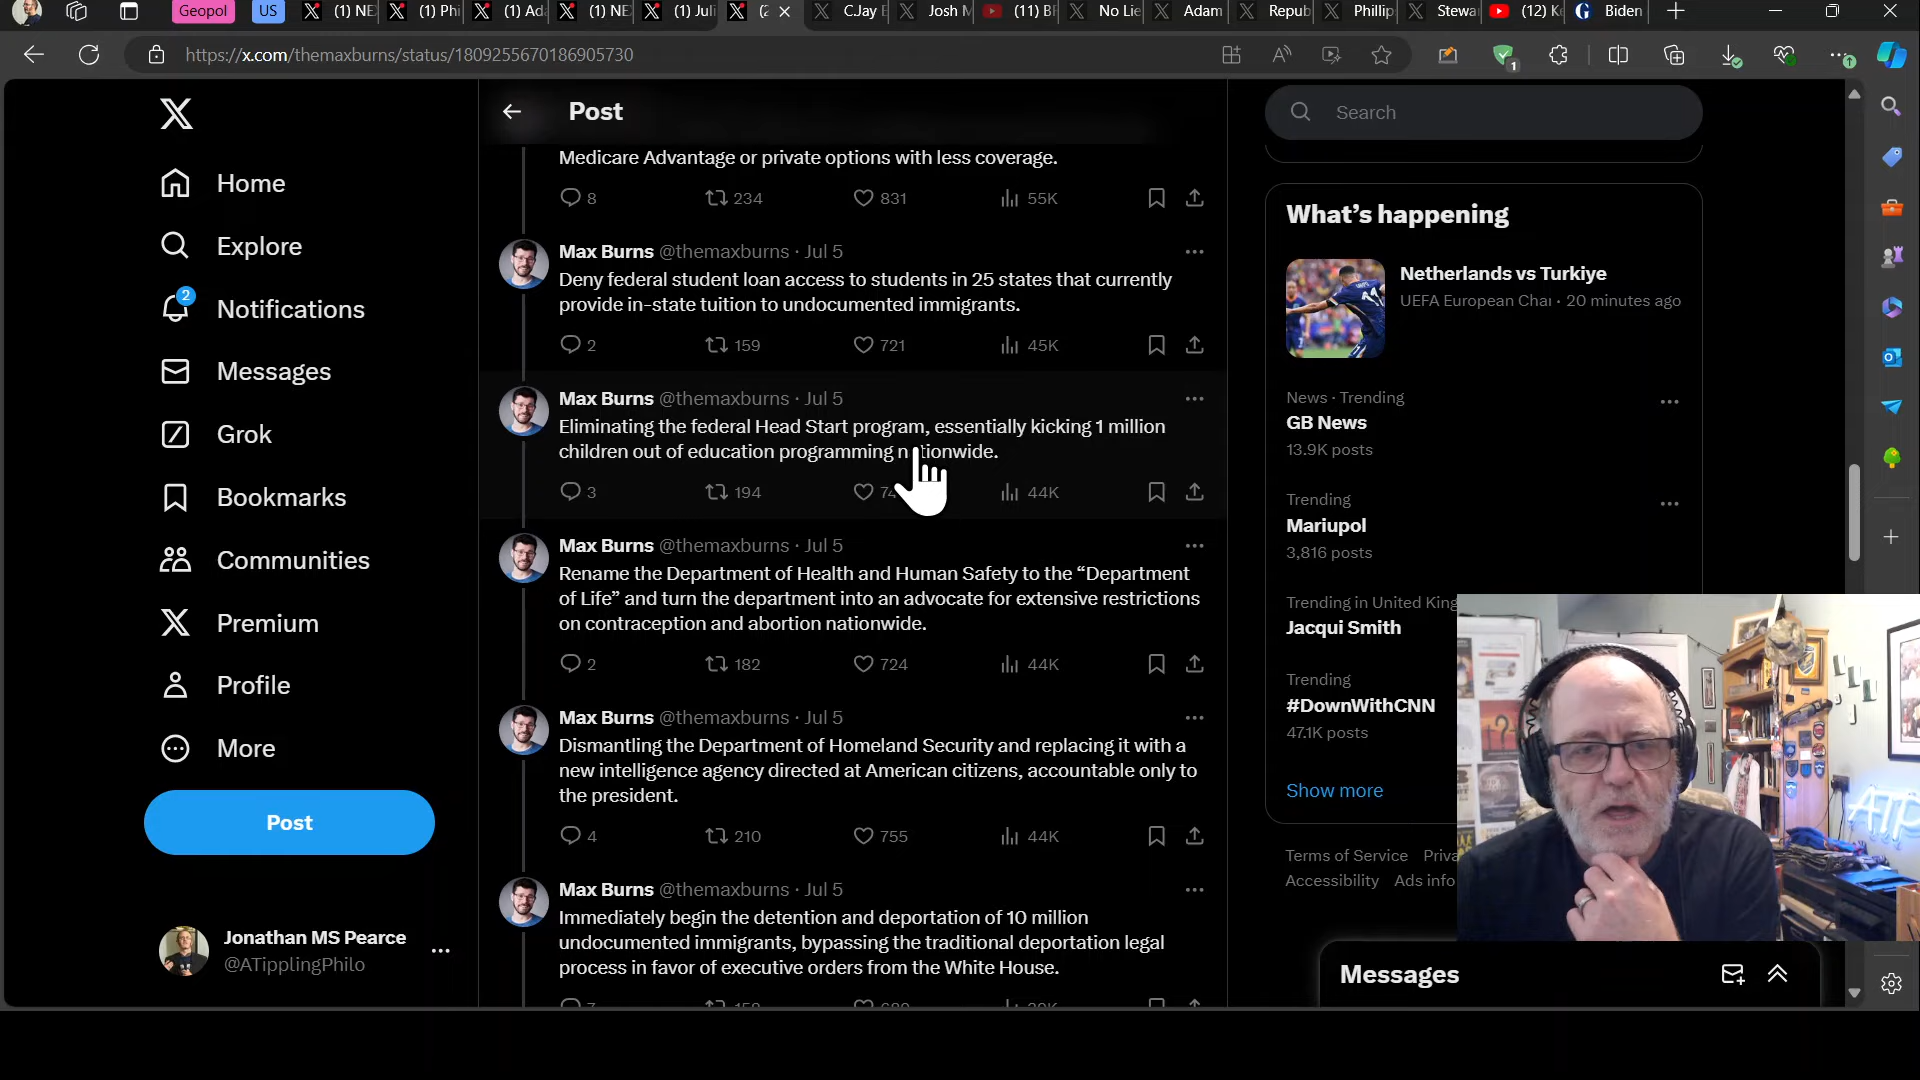 Geopol
US
(1) NE
(1) Phi
(1) Ad
(1) NE
(1) Juli
(2
CJay
Josh M
(11)
No Lie
Adam
Repub
Phillip
Stewa
(12)
Biden
https://x.com/themaxburns/status/1809255670186905730
1
Home
Explore
2
Notifications
Messages
Grok
Bookmarks
Communities
Premium
Profile
More
Post
Jonathan MS Pearce
@ATipplingPhilo
Post
Medicare Advantage or private options with less coverage.
8 234 831 55K
Max Burns @themaxburns · Jul 5
Deny federal student loan access to students in 25 states that currently
provide in-state tuition to undocumented immigrants.
2 159 721 45K
Max Burns @themaxburns · Jul 5
Eliminating the federal Head Start program, essentially kicking 1 million
children out of education programming nationwide.
3 194 44K
Max Burns @themaxburns · Jul 5
Rename the Department of Health and Human Safety to the “Department
of Life” and turn the department into an advocate for extensive restrictions
on contraception and abortion nationwide.
2 182 724 44K
Max Burns @themaxburns · Jul 5
Dismantling the Department of Homeland Security and replacing it with a
new intelligence agency directed at American citizens, accountable only to
the president.
4 210 755 44K
Max Burns @themaxburns · Jul 5
Immediately begin the detention and deportation of 10 million
undocumented immigrants, bypassing the traditional deportation legal
process in favor of executive orders from the White House.
Search
What’s happening
Netherlands vs Turkiye
UEFA European Chai · 20 minutes ago
News · Trending
GB News
13.9K posts
Trending
Mariupol
3,816 posts
Trending in United King
Jacqui Smith
Trending
#DownWithCNN
47.1K posts
Show more
Terms of Service Priva
Accessibility Ads info
ATP
Messages